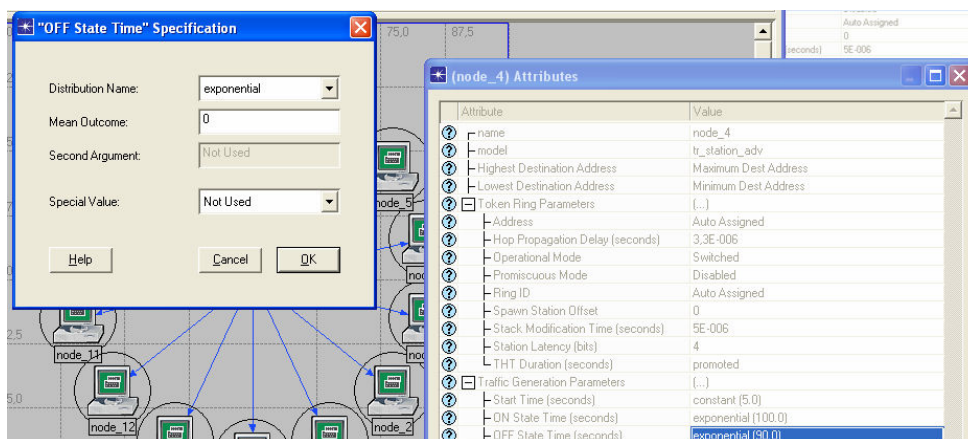 "OFF State Time" Specification
Distribution Name: exponential
Mean Outcome: 0
Second Argument: Not Used
Special Value: Not Used
Help Cancel OK
75,0 87,5
Auto Assigned
0
seconds) 5E-006
node_5
node_11
node_12
node_2
2,5
5,0
(node_4) Attributes
Attribute Value
name node_4
model tr_station_adv
Highest Destination Address Maximum Dest Address
Lowest Destination Address Minimum Dest Address
Token Ring Parameters (...)
Address Auto Assigned
Hop Propagation Delay (seconds) 3,3E-006
Operational Mode Switched
Promiscuous Mode Disabled
Ring ID Auto Assigned
Spawn Station Offset 0
Stack Modification Time (seconds) 5E-006
Station Latency (bits) 4
THT Duration (seconds) promoted
Traffic Generation Parameters (...)
Start Time (seconds) constant (5.0)
ON State Time (seconds) exponential (100.0)
OFF State Time (seconds) exponential (90.0)